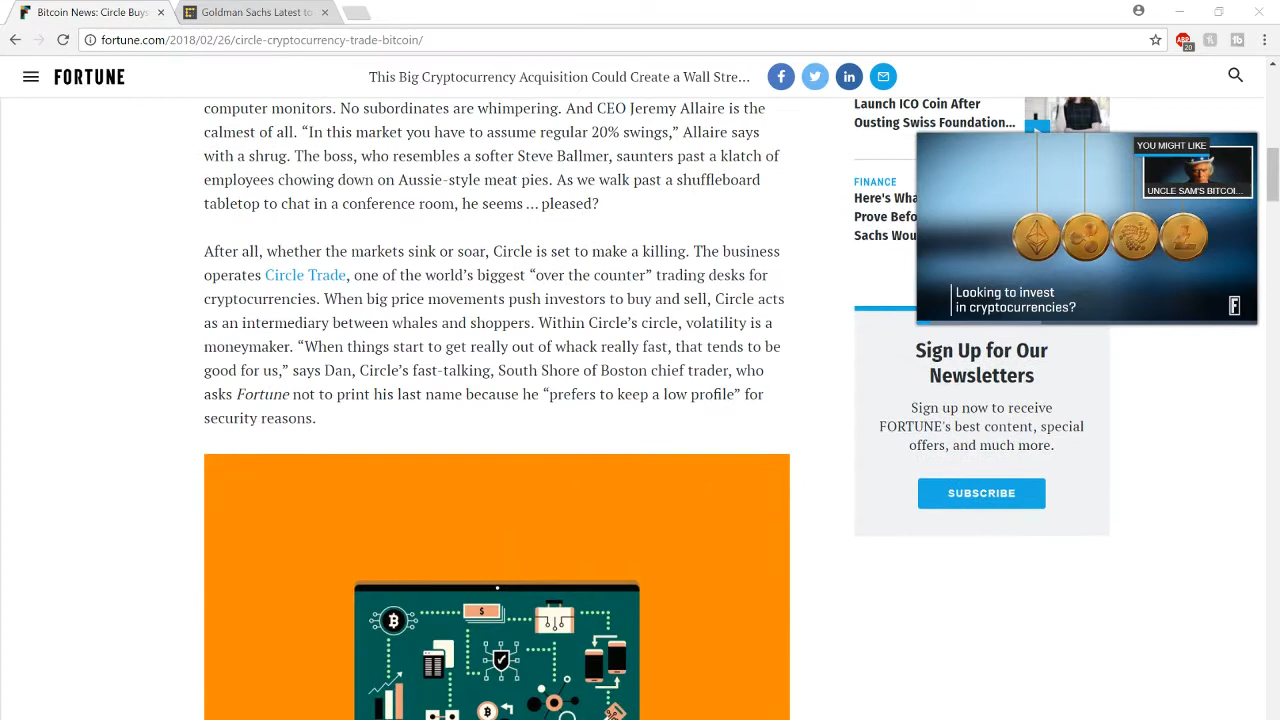 Bitcoin News: Circle Buys
Goldman Sachs Latest to
fortune.com/2018/02/26/circle-cryptocurrency-trade-bitcoin/
ABP
20
FORTUNE
This Big Cryptocurrency Acquisition Could Create a Wall Stre...
computer monitors. No subordinates are whimpering. And CEO Jeremy Allaire is the
calmest of all. “In this market you have to assume regular 20% swings,” Allaire says
with a shrug. The boss, who resembles a softer Steve Ballmer, saunters past a klatch of
employees chowing down on Aussie-style meat pies. As we walk past a shuffleboard
tabletop to chat in a conference room, he seems ... pleased?
After all, whether the markets sink or soar, Circle is set to make a killing. The business
operates Circle Trade, one of the world’s biggest “over the counter” trading desks for
cryptocurrencies. When big price movements push investors to buy and sell, Circle acts
as an intermediary between whales and shoppers. Within Circle’s circle, volatility is a
moneymaker. “When things start to get really out of whack really fast, that tends to be
good for us,” says Dan, Circle’s fast-talking, South Shore of Boston chief trader, who
asks Fortune not to print his last name because he “prefers to keep a low profile” for
security reasons.
Launch ICO Coin After
Ousting Swiss Foundation...
FINANCE
Here's Wha
Prove Befo
Sachs Wou
YOU MIGHT LIKE
UNCLE SAM'S BITCOI...
Looking to invest
in cryptocurrencies?
F
Sign Up for Our
Newsletters
Sign up now to receive
FORTUNE's best content, special
offers, and much more.
SUBSCRIBE
$